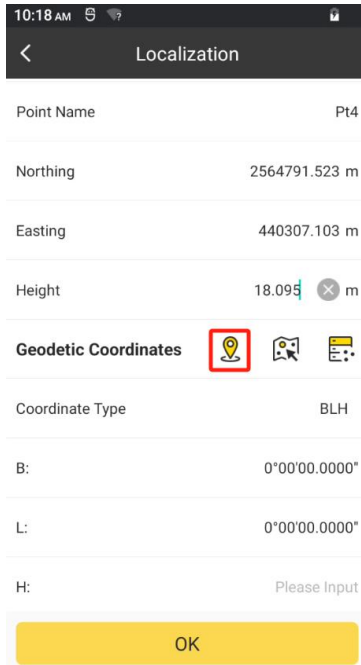 10:18 AM
Localization
Point Name Pt4
Northing 2564791.523 m
Easting 440307.103 m
Height 18.095 m
Geodetic Coordinates
Coordinate Type BLH
B: 0°00'00.0000"
L: 0°00'00.0000"
H: Please Input
OK